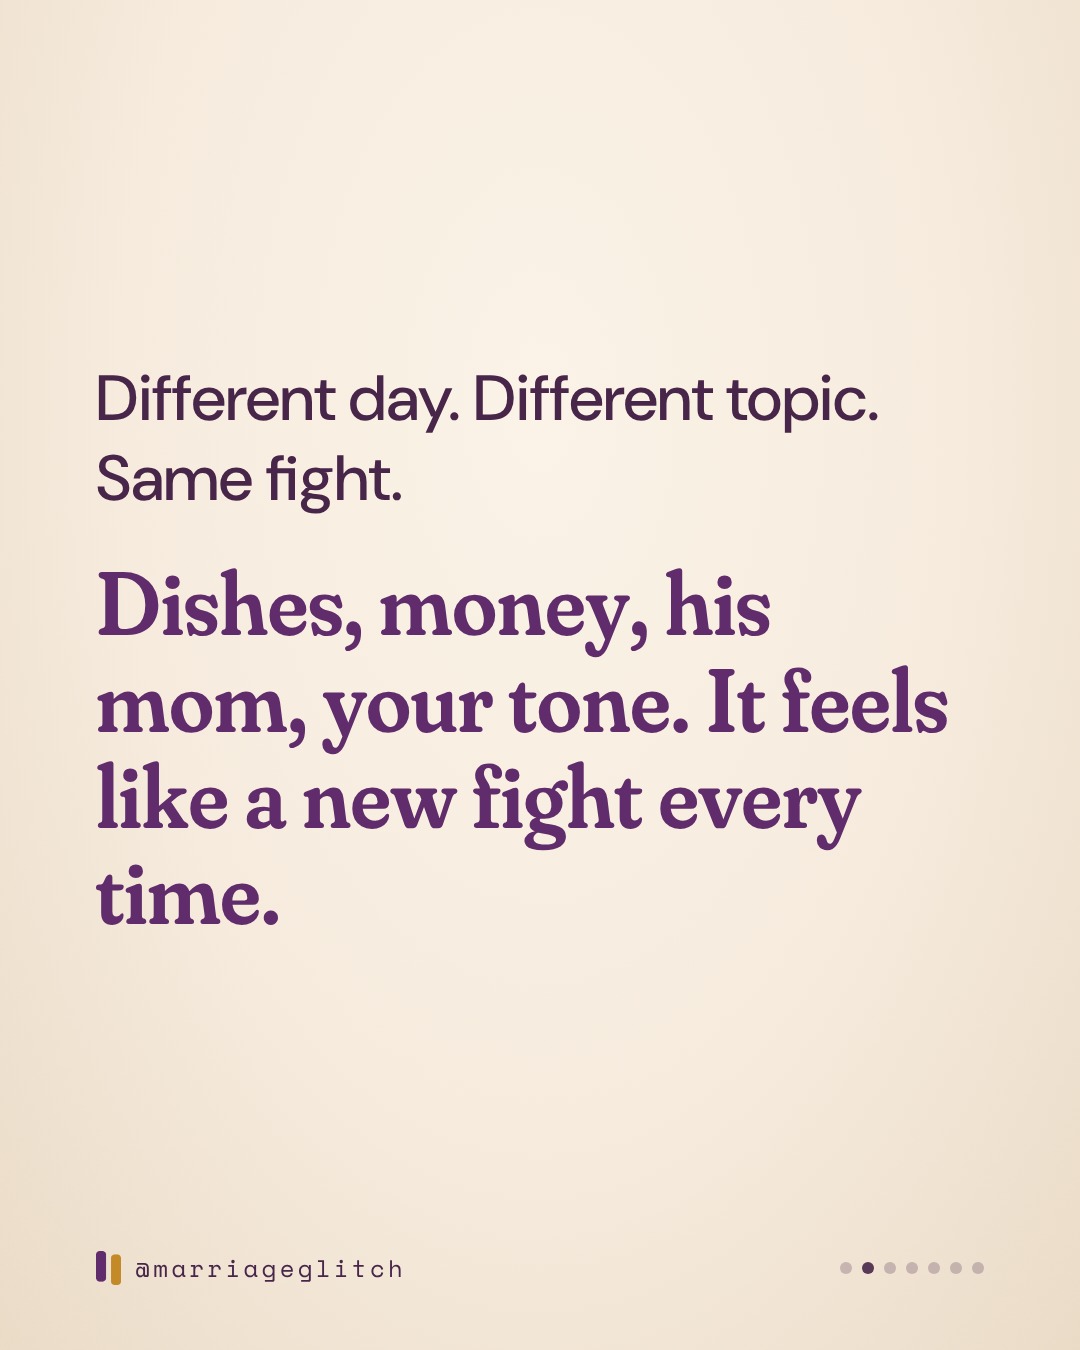 Different day. Different topic.
Same fight.
Dishes, money, his
mom, your tone. It feels
like a new fight every
time.
@marriageglitch